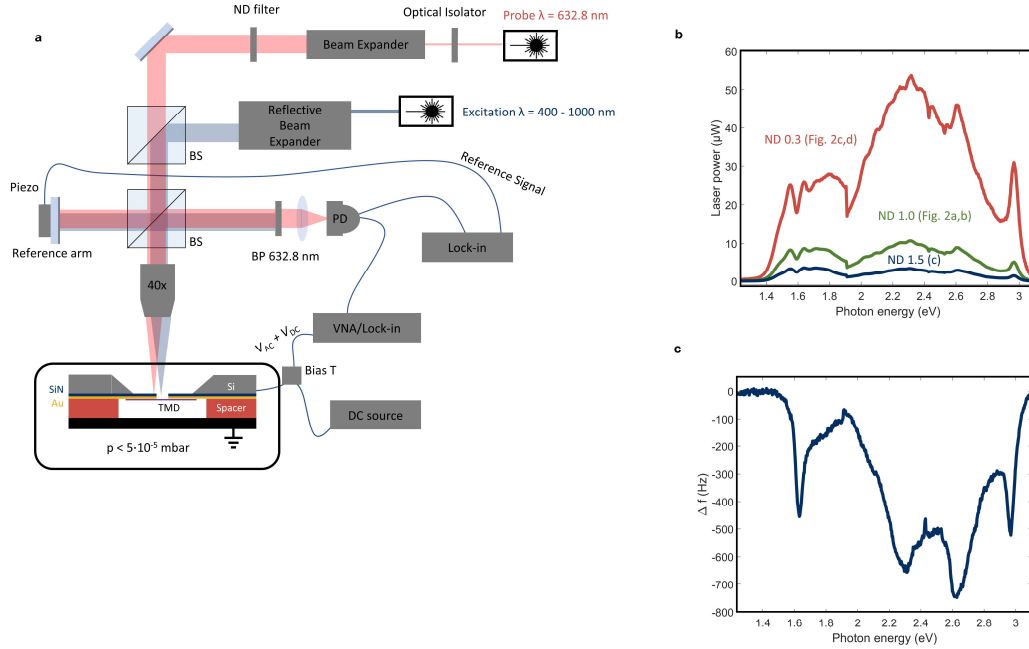 a
ND filter
Optical Isolator
Probe λ = 632.8 nm
Beam Expander
Reflective
Beam
Expander
Excitation λ = 400 - 1000 nm
BS
Reference Signal
Piezo
PD
Lock-in
Reference arm
BS
BP 632.8 nm
40x
VNA/Lock-in
V_AC + V_DC
Bias T
DC source
SiN
Au
Si
TMD
Spacer
p < 5·10⁻⁵ mbar
b
Laser power (μW)
60
50
40
30
20
10
0
ND 0.3 (Fig. 2c,d)
ND 1.0 (Fig. 2a,b)
ND 1.5 (c)
1.4 1.6 1.8 2 2.2 2.4 2.6 2.8 3
Photon energy (eV)
c
Δ f (Hz)
0
-100
-200
-300
-400
-500
-600
-700
-800
1.4 1.6 1.8 2 2.2 2.4 2.6 2.8 3
Photon energy (eV)